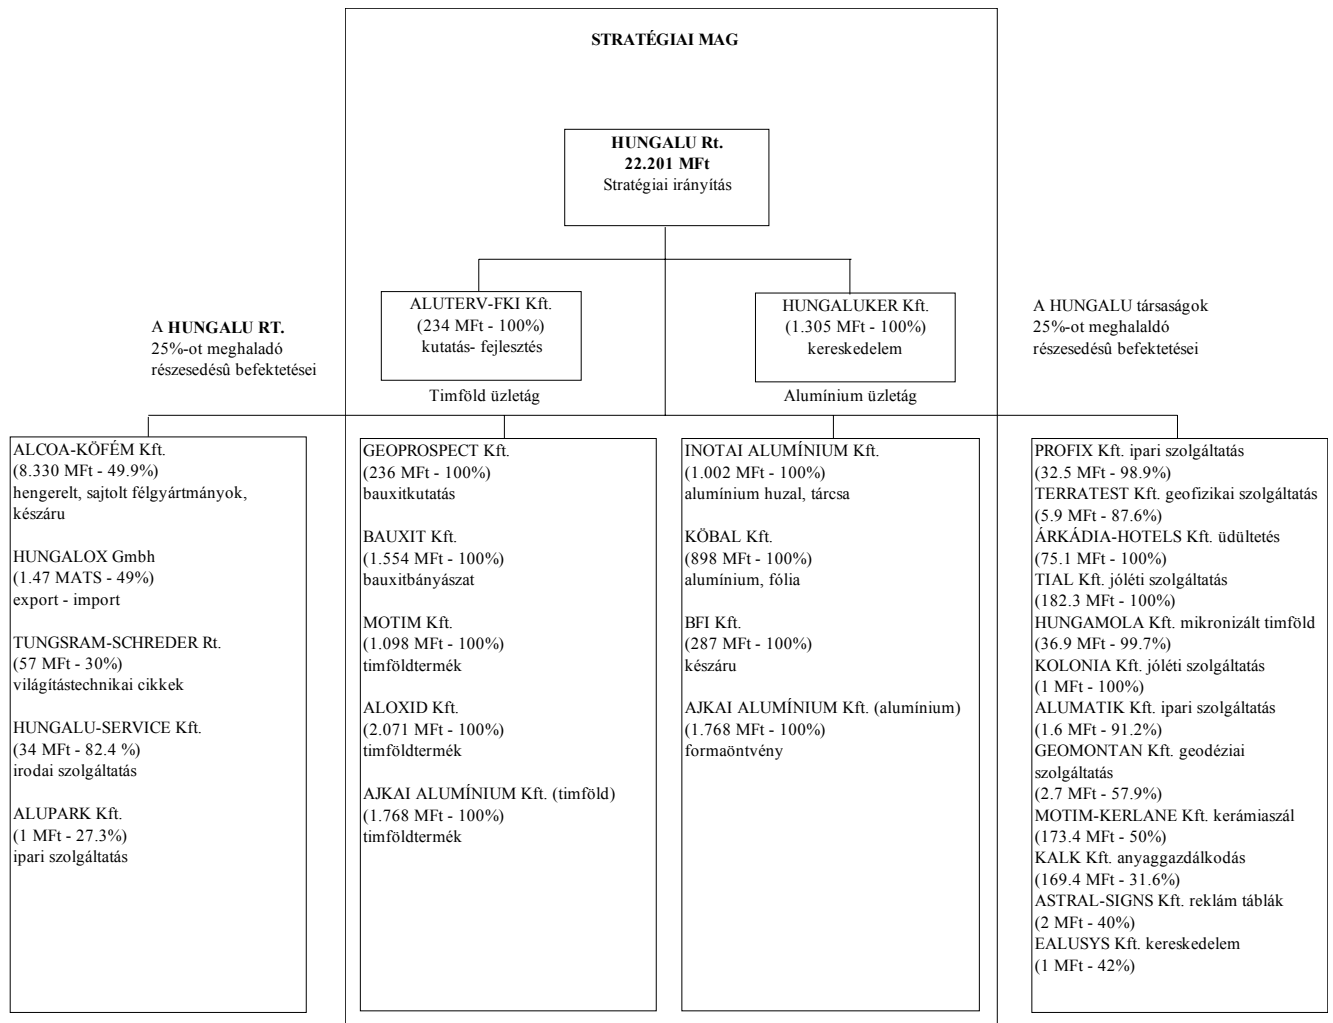 STRATÉGIAI MAG
HUNGALU Rt.
22.201 MFt
Stratégiai irányítás
ALUTERV-FKI Kft.
(234 MFt - 100%)
kutatás- fejlesztés
HUNGALUKER Kft.
(1.305 MFt - 100%)
kereskedelem
A HUNGALU RT.
25%-ot meghaladó
részesedésû befektetései
A HUNGALU társaságok
25%-ot meghaladó
részesedésû befektetései
Timföld üzletág
Alumínium üzletág
ALCOA-KÖFÉM Kft.
(8.330 MFt - 49.9%)
hengerelt, sajtolt félgyártmányok,
készáru
HUNGALOX Gmbh
(1.47 MATS - 49%)
export - import
TUNGSRAM-SCHREDER Rt.
(57 MFt - 30%)
világítástechnikai cikkek
HUNGALU-SERVICE Kft.
(34 MFt - 82.4 %)
irodai szolgáltatás
ALUPARK Kft.
(1 MFt - 27.3%)
ipari szolgáltatás
GEOPROSPECT Kft.
(236 MFt - 100%)
bauxitkutatás
BAUXIT Kft.
(1.554 MFt - 100%)
bauxitbányászat
MOTIM Kft.
(1.098 MFt - 100%)
timföldtermék
ALOXID Kft.
(2.071 MFt - 100%)
timföldtermék
AJKAI ALUMÍNIUM Kft. (timföld)
(1.768 MFt - 100%)
timföldtermék
INOTAI ALUMÍNIUM Kft.
(1.002 MFt - 100%)
alumínium huzal, tárcsa
KÖBAL Kft.
(898 MFt - 100%)
alumínium, fólia
BFI Kft.
(287 MFt - 100%)
készáru
AJKAI ALUMÍNIUM Kft. (alumínium)
(1.768 MFt - 100%)
formaöntvény
PROFIX Kft. ipari szolgáltatás
(32.5 MFt - 98.9%)
TERRATEST Kft. geofizikai szolgáltatás
(5.9 MFt - 87.6%)
ÁRKÁDIA-HOTELS Kft. üdültetés
(75.1 MFt - 100%)
TIAL Kft. jóléti szolgáltatás
(182.3 MFt - 100%)
HUNGAMOLA Kft. mikronizált timföld
(36.9 MFt - 99.7%)
KOLONIA Kft. jóléti szolgáltatás
(1 MFt - 100%)
ALUMATIK Kft. ipari szolgáltatás
(1.6 MFt - 91.2%)
GEOMONTAN Kft. geodéziai
szolgáltatás
(2.7 MFt - 57.9%)
MOTIM-KERLANE Kft. kerámiaszál
(173.4 MFt - 50%)
KALK Kft. anyaggazdálkodás
(169.4 MFt - 31.6%)
ASTRAL-SIGNS Kft. reklám táblák
(2 MFt - 40%)
EALUSYS Kft. kereskedelem
(1 MFt - 42%)